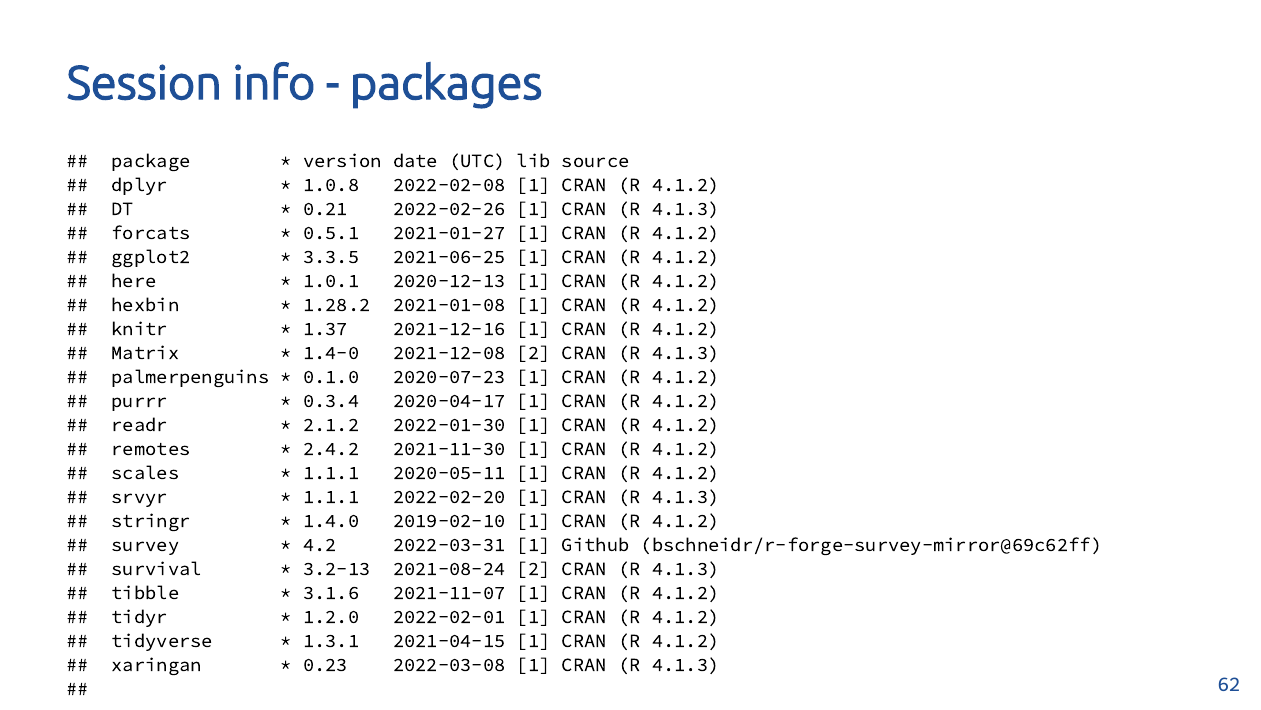 Session info - packages
##  package        * version date (UTC) lib source
##  dplyr          * 1.0.8   2022-02-08 [1] CRAN (R 4.1.2)
##  DT             * 0.21    2022-02-26 [1] CRAN (R 4.1.3)
##  forcats        * 0.5.1   2021-01-27 [1] CRAN (R 4.1.2)
##  ggplot2        * 3.3.5   2021-06-25 [1] CRAN (R 4.1.2)
##  here           * 1.0.1   2020-12-13 [1] CRAN (R 4.1.2)
##  hexbin         * 1.28.2  2021-01-08 [1] CRAN (R 4.1.2)
##  knitr          * 1.37    2021-12-16 [1] CRAN (R 4.1.2)
##  Matrix         * 1.4-0   2021-12-08 [2] CRAN (R 4.1.3)
##  palmerpenguins * 0.1.0   2020-07-23 [1] CRAN (R 4.1.2)
##  purrr          * 0.3.4   2020-04-17 [1] CRAN (R 4.1.2)
##  readr          * 2.1.2   2022-01-30 [1] CRAN (R 4.1.2)
##  remotes        * 2.4.2   2021-11-30 [1] CRAN (R 4.1.2)
##  scales         * 1.1.1   2020-05-11 [1] CRAN (R 4.1.2)
##  srvyr          * 1.1.1   2022-02-20 [1] CRAN (R 4.1.3)
##  stringr        * 1.4.0   2019-02-10 [1] CRAN (R 4.1.2)
##  survey         * 4.2     2022-03-31 [1] Github (bschneidr/r-forge-survey-mirror@69c62ff)
##  survival       * 3.2-13  2021-08-24 [2] CRAN (R 4.1.3)
##  tibble         * 3.1.6   2021-11-07 [1] CRAN (R 4.1.2)
##  tidyr          * 1.2.0   2022-02-01 [1] CRAN (R 4.1.2)
##  tidyverse      * 1.3.1   2021-04-15 [1] CRAN (R 4.1.2)
##  xaringan       * 0.23    2022-03-08 [1] CRAN (R 4.1.3)
##
62